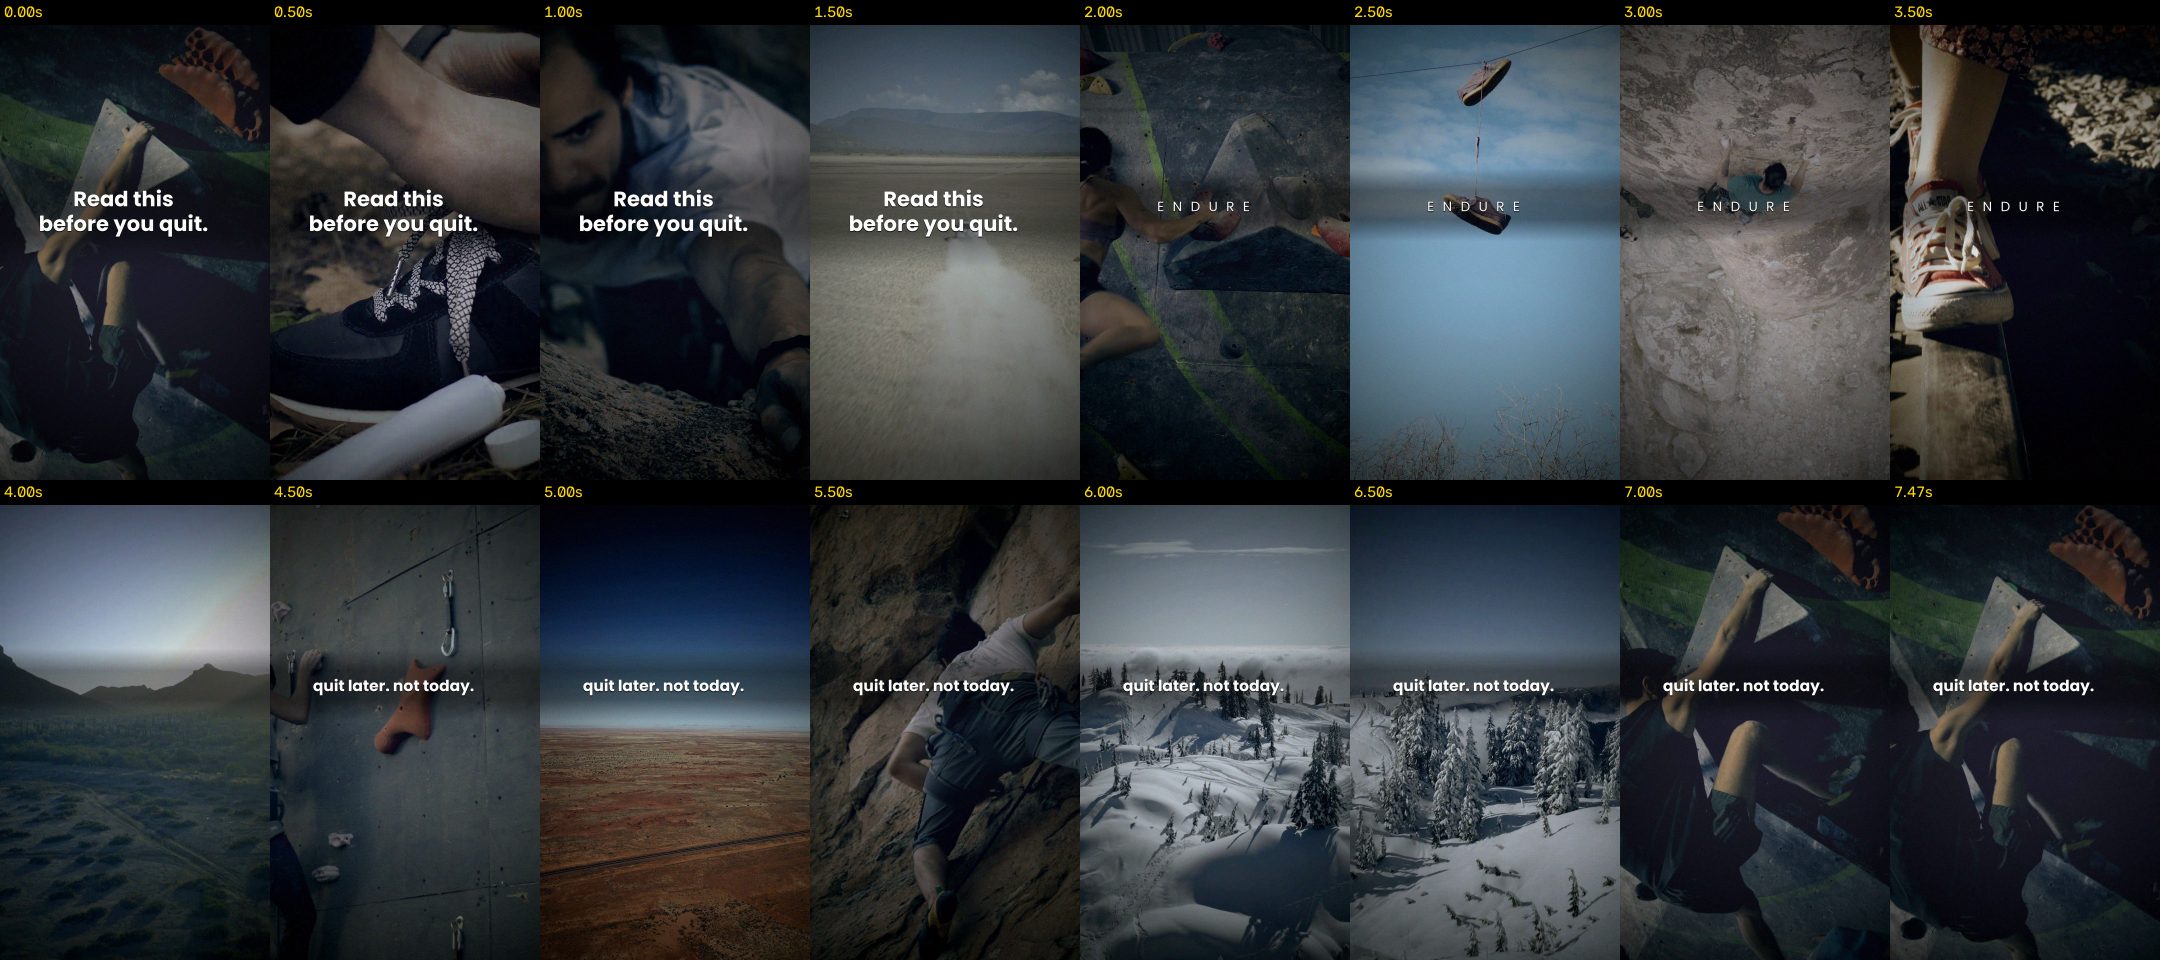 0.00s
0.50s
1.00s
1.50s
2.00s
2.50s
3.00s
3.50s
Read this
before you quit.
Read this
before you quit.
Read this
before you quit.
Read this
before you quit.
ENDURE
ENDURE
ENDURE
ENDURE
4.00s
4.50s
5.00s
5.50s
6.00s
6.50s
7.00s
7.47s
quit later. not today.
quit later. not today.
quit later. not today.
quit later. not today.
quit later. not today.
quit later. not today.
quit later. not today.